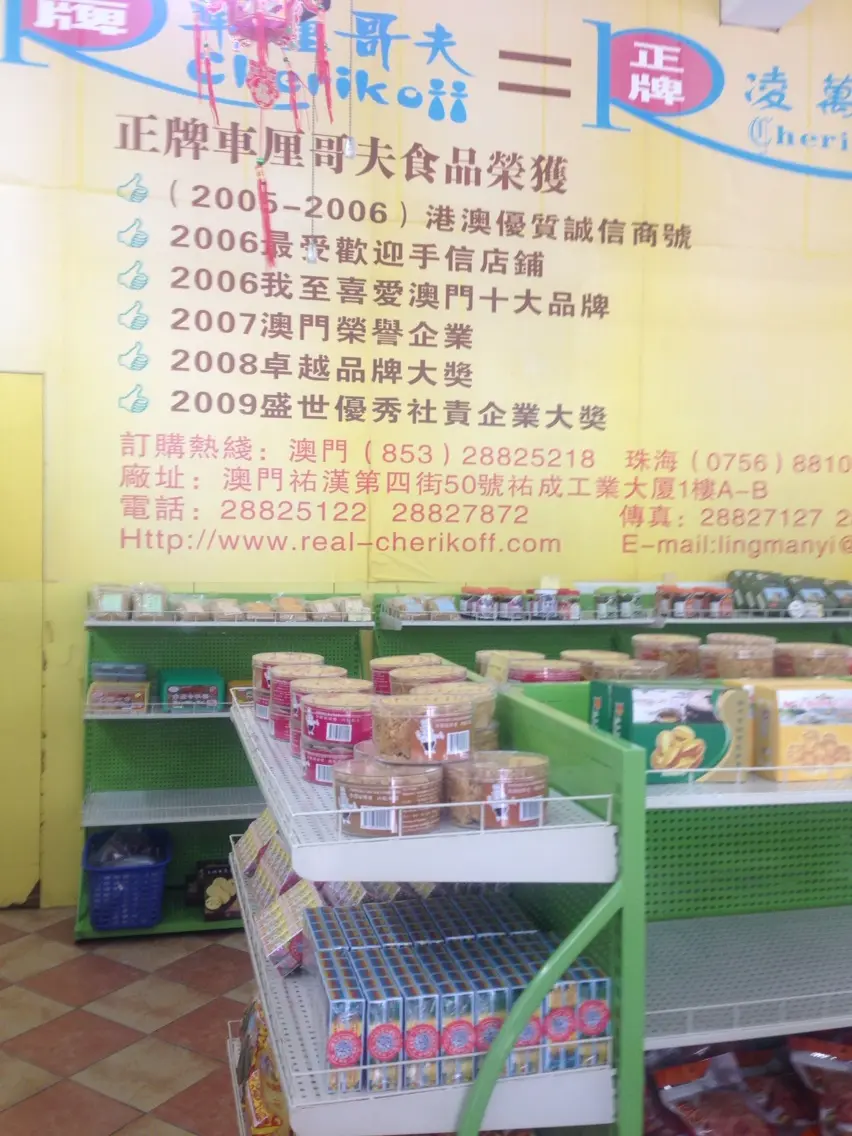 正牌
車厘哥夫
Cherikoff
=
正牌
凌萬
Cheri
正牌車厘哥夫食品榮獲
（2005-2006）港澳優質誠信商號
2006最受歡迎手信店鋪
2006我至喜愛澳門十大品牌
2007澳門榮譽企業
2008卓越品牌大獎
2009盛世優秀社責企業大獎
訂購熱綫：澳門（853）28825218 珠海（0756）8810
廠址：澳門祐漢第四街50號祐成工業大厦1樓A-B
電話：28825122 28827872 傳真：28827127 2
Http://www.real-cherikoff.com E-mail:lingmanyi@